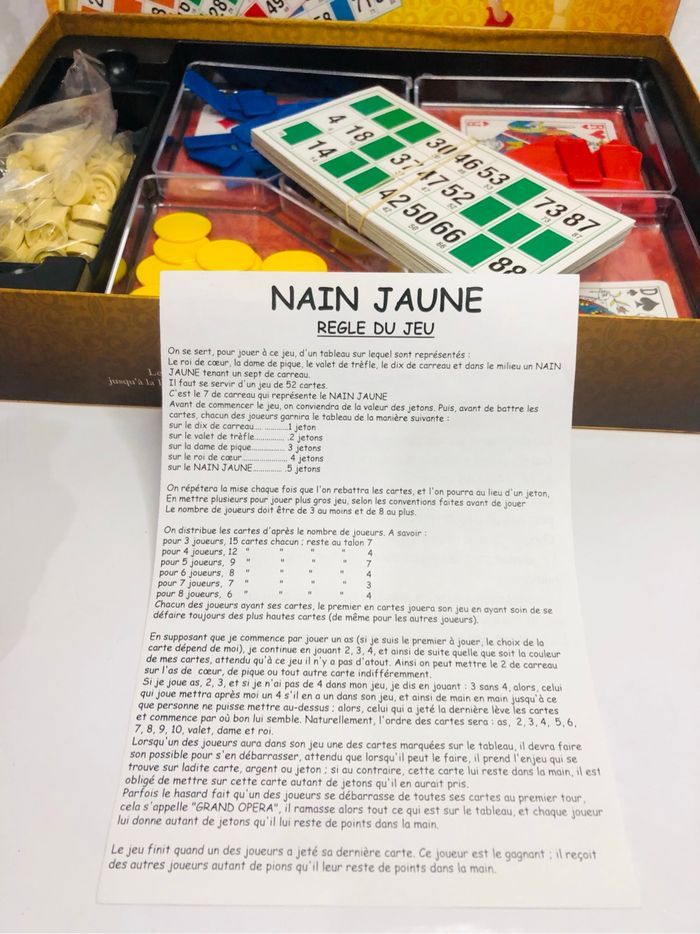 4 18 30 46 53 73 87
14 37 47 52
42 50 66 88
NAIN JAUNE
REGLE DU JEU
On se sert, pour jouer à ce jeu, d'un tableau sur lequel sont représentés :
Le roi de cœur, la dame de pique, le valet de trèfle, le dix de carreau et dans le milieu un NAIN
JAUNE tenant un sept de carreau.
Il faut se servir d'un jeu de 52 cartes.
C'est le 7 de carreau qui représente le NAIN JAUNE
Avant de commencer le jeu, on conviendra de la valeur des jetons. Puis, avant de battre les
cartes, chacun des joueurs garnira le tableau de la manière suivante :
sur le dix de carreau.... ..........1 jeton
sur le valet de trèfle............... .2 jetons
sur la dame de pique............... 3 jetons
sur le roi de cœur...................... 4 jetons
sur le NAIN JAUNE............... .5 jetons
On répétera la mise chaque fois que l'on rebattra les cartes, et l'on pourra au lieu d'un jeton,
En mettre plusieurs pour jouer plus gros jeu, selon les conventions faites avant de jouer
Le nombre de joueurs doit être de 3 au moins et de 8 au plus.
On distribue les cartes d'après le nombre de joueurs. A savoir :
pour 3 joueurs, 15 cartes chacun ; reste au talon 7
pour 4 joueurs, 12 " " " " 4
pour 5 joueurs, 9 " " " " 7
pour 6 joueurs, 8 " " " " 4
pour 7 joueurs, 7 " " " " 3
pour 8 joueurs, 6 " " " " 4
Chacun des joueurs ayant ses cartes, le premier en cartes jouera son jeu en ayant soin de se
défaire toujours des plus hautes cartes (de même pour les autres joueurs).
En supposant que je commence par jouer un as (si je suis le premier à jouer, le choix de la
carte dépend de moi), je continue en jouant 2, 3, 4, et ainsi de suite quelle que soit la couleur
de mes cartes, attendu qu'à ce jeu il n'y a pas d'atout. Ainsi on peut mettre le 2 de carreau
sur l'as de cœur, de pique ou tout autre carte indifféremment.
Si je joue as, 2, 3, et si je n'ai pas de 4 dans mon jeu, je dis en jouant : 3 sans 4, alors, celui
qui joue mettra après moi un 4 s'il en a un dans son jeu, et ainsi de main en main jusqu'à ce
que personne ne puisse mettre au-dessus ; alors, celui qui a jeté la dernière lève les cartes
et commence par où bon lui semble. Naturellement, l'ordre des cartes sera : as, 2, 3, 4, 5, 6,
7, 8, 9, 10, valet, dame et roi.
Lorsqu'un des joueurs aura dans son jeu une des cartes marquées sur le tableau, il devra faire
son possible pour s'en débarrasser, attendu que lorsqu'il peut le faire, il prend l'enjeu qui se
trouve sur ladite carte, argent ou jeton ; si au contraire, cette carte lui reste dans la main, il est
obligé de mettre sur cette carte autant de jetons qu'il en aurait pris.
Parfois le hasard fait qu'un des joueurs se débarrasse de toutes ses cartes au premier tour,
cela s'appelle "GRAND OPERA", il ramasse alors tout ce qui est sur le tableau, et chaque joueur
lui donne autant de jetons qu'il lui reste de points dans la main.
Le jeu finit quand un des joueurs a jeté sa dernière carte. Ce joueur est le gagnant ; il reçoit
des autres joueurs autant de pions qu'il leur reste de points dans la main.